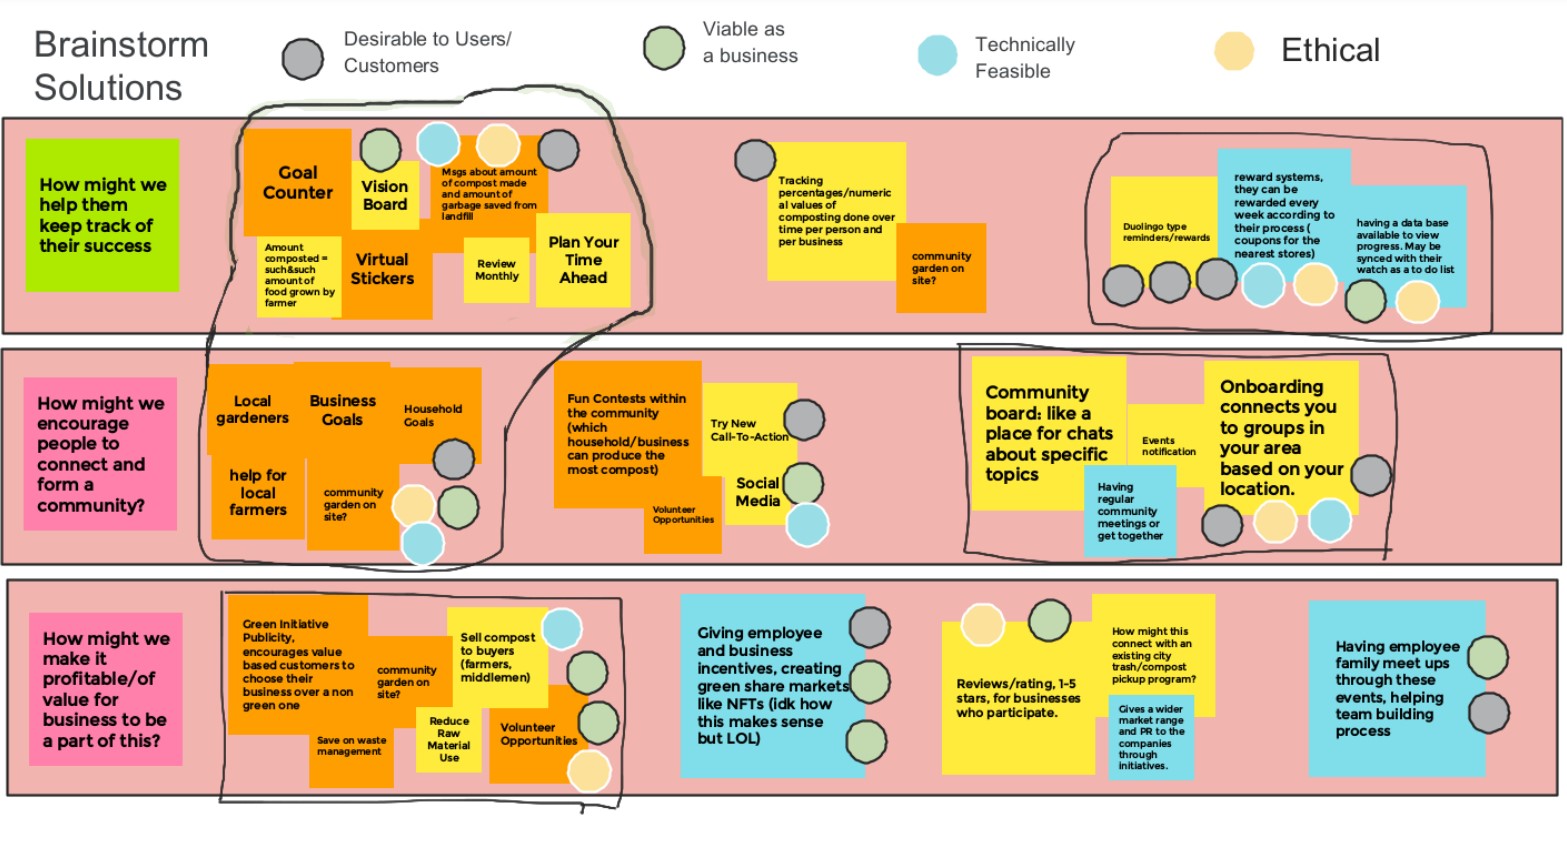 Brainstorm
Solutions
Desirable to Users/
Customers
Viable as
a business
Technically
Feasible
Ethical
How might we
help them
keep track of
their success
Goal
Counter
Vision
Board
Msgs about amount
of compost made
and amount of
garbage saved from
landfill
Amount
composted =
such&such
amount of
food grown by
farmer
Virtual
Stickers
Review
Monthly
Plan Your
Time
Ahead
Tracking
percentages/numeric
al values of
composting done over
time per person and
per business
community
garden on
site?
Duolingo type
reminders/rewards
reward systems,
they can be
rewarded every
week according to
their process (
coupons for the
nearest stores)
having a data base
available to view
progress. May be
synced with their
watch as a to do list
How might we
encourage
people to
connect and
form a
community?
Local
gardeners
Business
Goals
Household
Goals
help for
local
farmers
community
garden on
site?
Fun Contests within
the community
(which
household/business
can produce the
most compost)
Try New
Call-To-Action
Social
Media
Volunteer
Opportunities
Community
board: like a
place for chats
about specific
topics
Events
notification
Having
regular
community
meetings or
get together
Onboarding
connects you
to groups in
your area
based on your
location.
How might we
make it
profitable/of
value for
business to be
a part of this?
Green Initiative
Publicity,
encourages value
based customers to
choose their
business over a non
green one
community
garden on
site?
Sell compost
to buyers
(farmers,
middlemen)
Save on waste
management
Reduce
Raw
Material
Use
Volunteer
Opportunities
Giving employee
and business
incentives, creating
green share markets
like NFTs (idk how
this makes sense
but LOL)
Reviews/rating, 1-5
stars, for businesses
who participate.
How might this
connect with an
existing city
trash/compost
pickup program?
Gives a wider
market range
and PR to the
companies
through
initiatives.
Having employee
family meet ups
through these
events, helping
team building
process